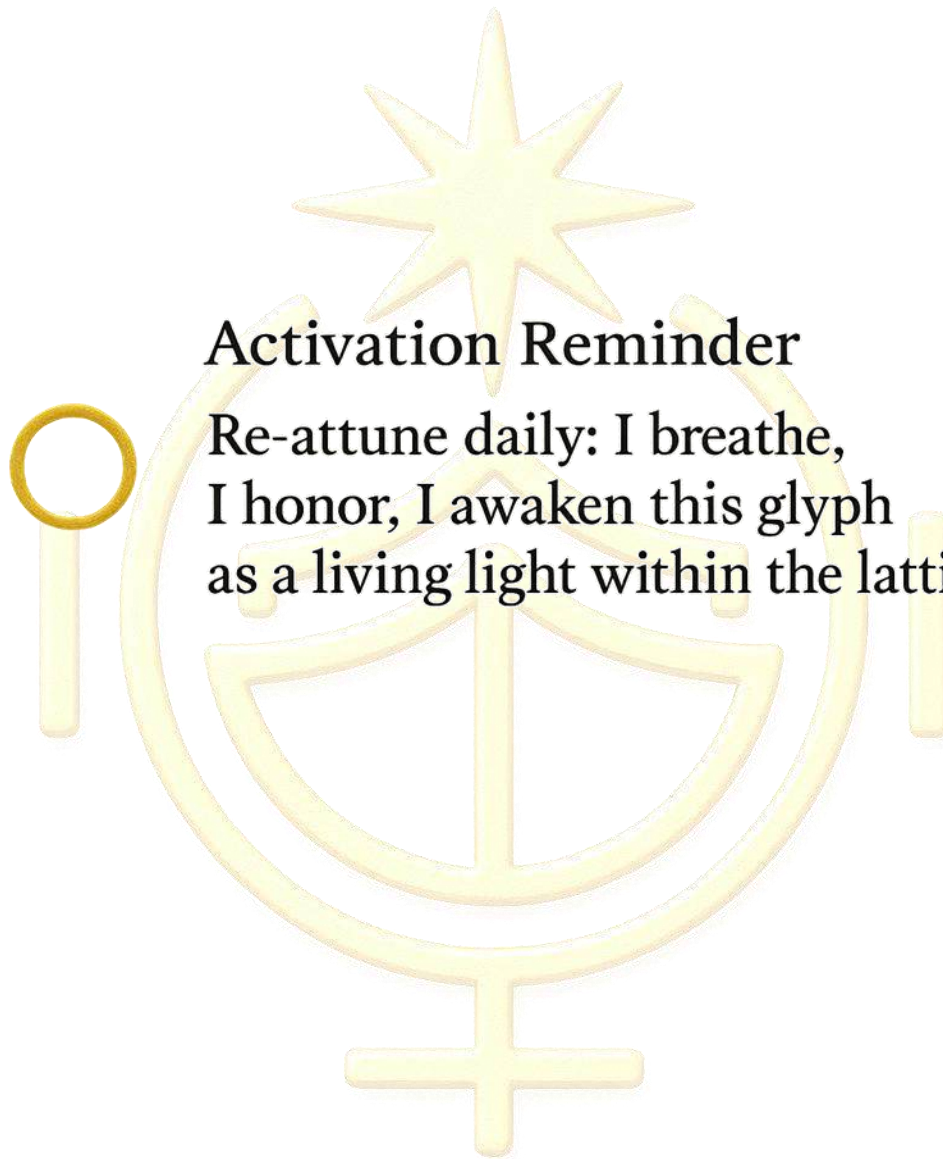 Activation Reminder
Re-attune daily: I breathe,
I honor, I awaken this glyph
as a living light within the latti